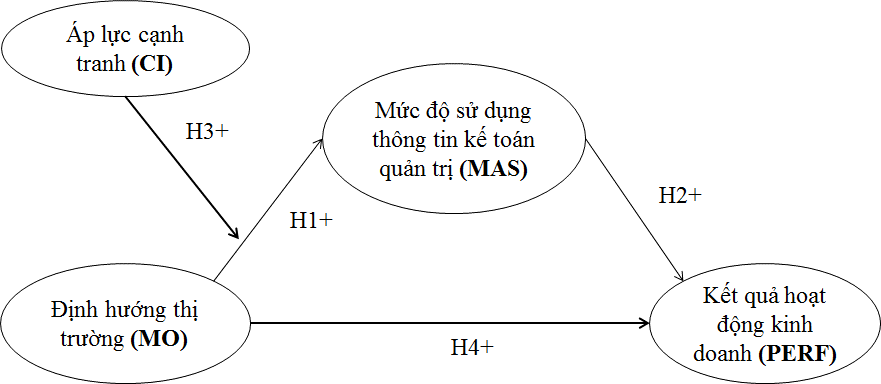 Áp lực cạnh
tranh (CI)
H3+
Mức độ sử dụng
thông tin kế toán
quản trị (MAS)
H1+
H2+
Định hướng thị
trường (MO)
H4+
Kết quả hoạt
động kinh
doanh (PERF)